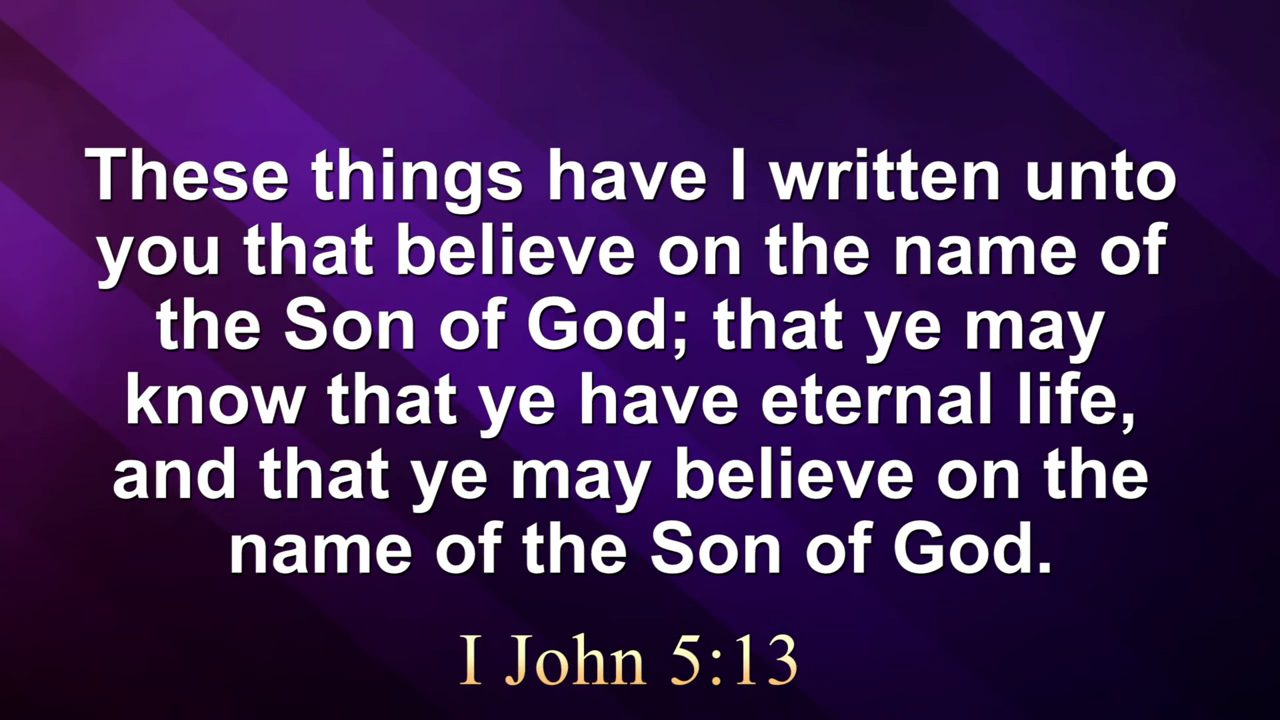 These things have I written unto
you that believe on the name of
the Son of God; that ye may
know that ye have eternal life,
and that ye may believe on the
name of the Son of God.
I John 5:13